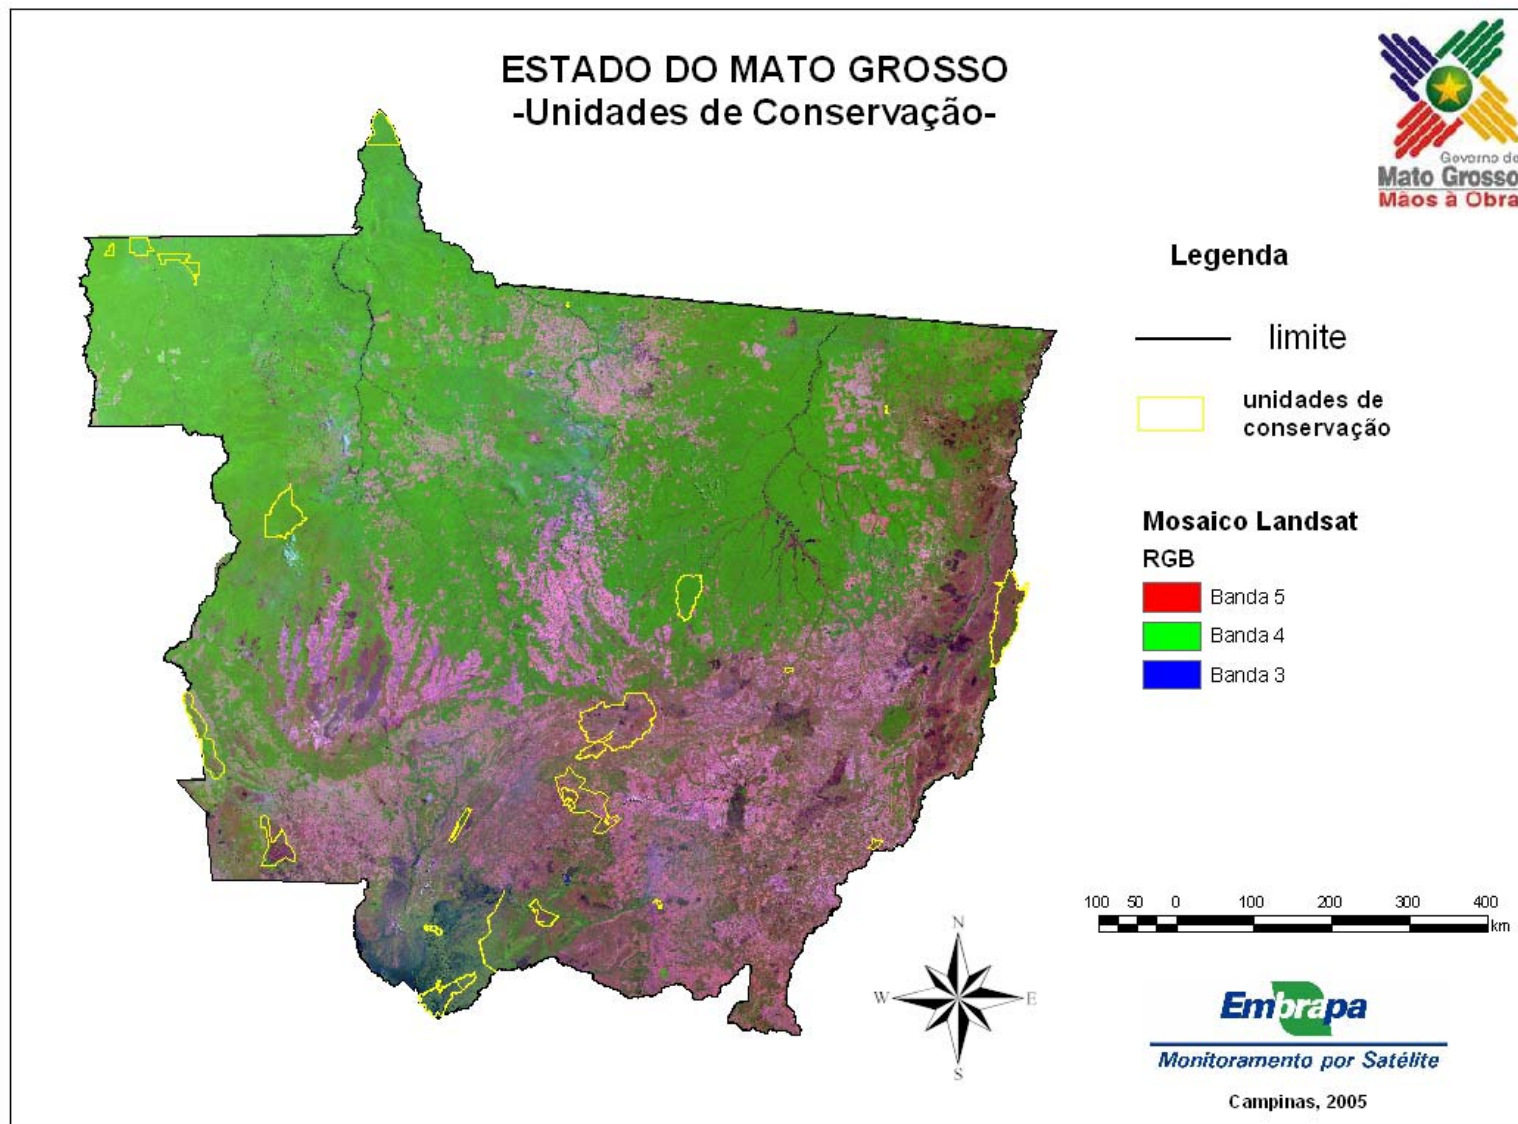 ESTADO DO MATO GROSSO
-Unidades de Conservação-
Governo de
Mato Grosso
Mãos à Obra
Legenda
limite
unidades de
conservação
Mosaico Landsat
RGB
Banda 5
Banda 4
Banda 3
100 50 0 100 200 300 400
km
N
W E
S
Embrapa
Monitoramento por Satélite
Campinas, 2005